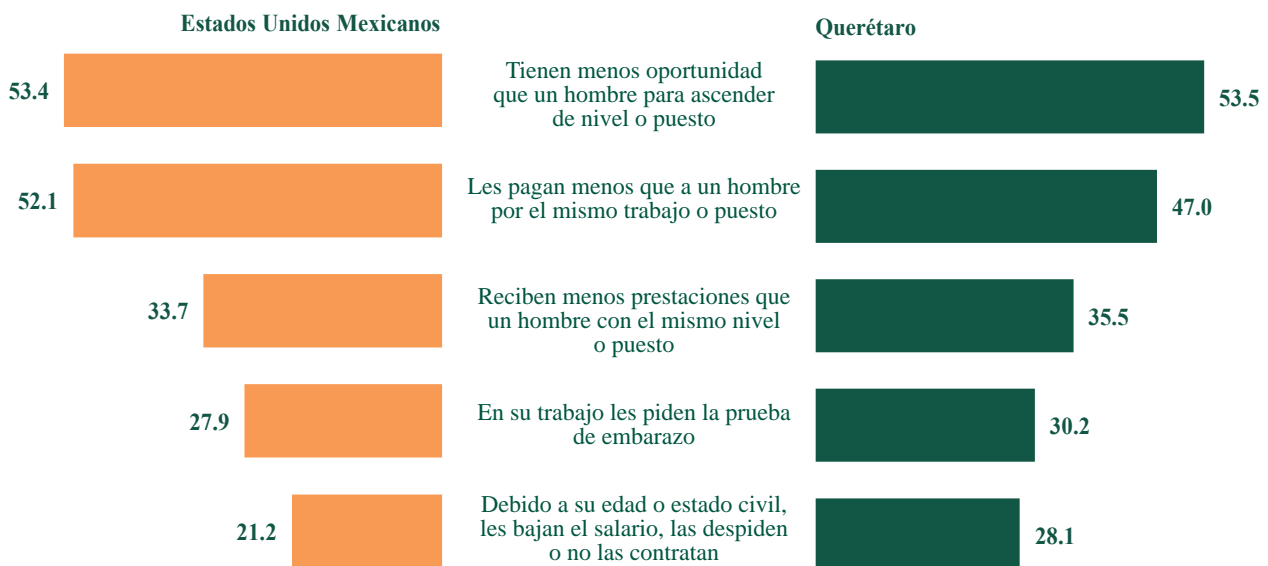 Estados Unidos Mexicanos
Querétaro
53.4
Tienen menos oportunidad
que un hombre para ascender
de nivel o puesto
53.5
52.1
Les pagan menos que a un hombre
por el mismo trabajo o puesto
47.0
33.7
Reciben menos prestaciones que
un hombre con el mismo nivel
o puesto
35.5
27.9
En su trabajo les piden la prueba
de embarazo
30.2
21.2
Debido a su edad o estado civil,
les bajan el salario, las despiden
o no las contratan
28.1